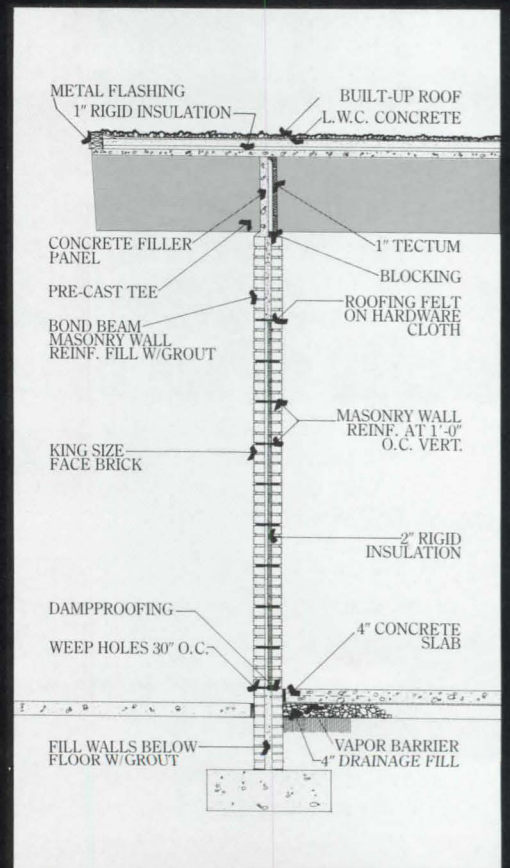 METAL FLASHING
1" RIGID INSULATION
BUILT-UP ROOF
L.W.C. CONCRETE
CONCRETE FILLER
PANEL
PRE-CAST TEE
BOND BEAM
MASONRY WALL
REINF. FILL W/GROUT
KING SIZE
FACE BRICK
DAMPPROOFING
WEEP HOLES 30" O.C.
FILL WALLS BELOW
FLOOR W/GROUT
1" TECTUM
BLOCKING
ROOFING FELT
ON HARDWARE
CLOTH
MASONRY WALL
REINF. AT 1'-0"
O.C. VERT.
2" RIGID
INSULATION
4" CONCRETE
SLAB
VAPOR BARRIER
4" DRAINAGE FILL